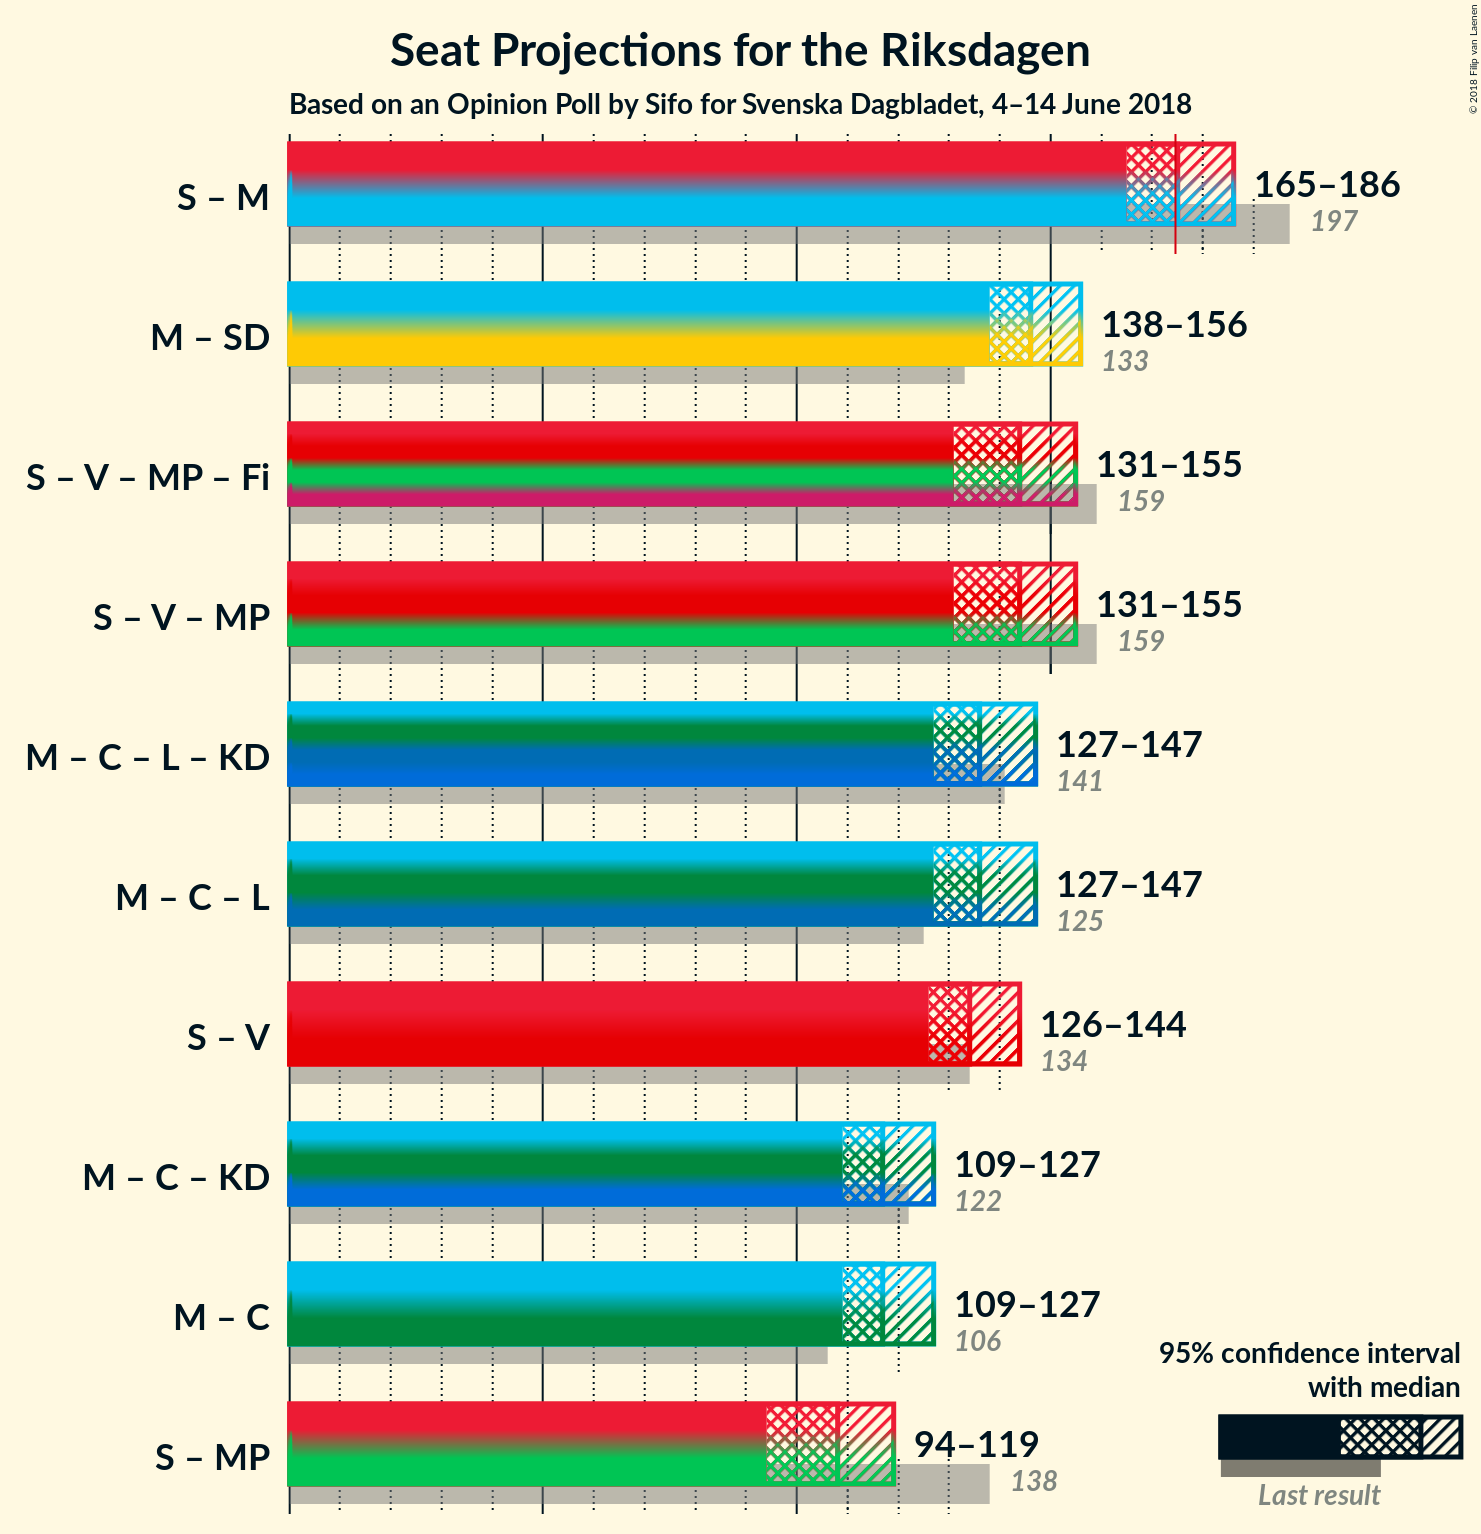 Seat Projections for the Riksdagen
Based on an Opinion Poll by Sifo for Svenska Dagbladet, 4–14 June 2018
© 2018 Filip van Laenen
S – M
165–186
197
M – SD
138–156
133
S – V – MP – Fi
131–155
159
S – V – MP
131–155
159
M – C – L – KD
127–147
141
M – C – L
127–147
125
S – V
126–144
134
M – C – KD
109–127
122
M – C
109–127
106
S – MP
94–119
138
95% confidence interval
with median
Last result